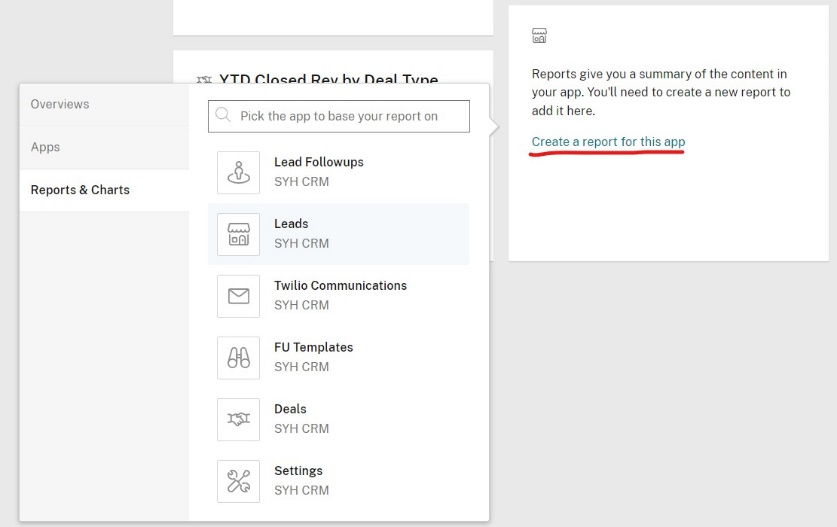 YTD Closed Rev by Deal Type
Overviews
Apps
Reports & Charts
Pick the app to base your report on
Lead Followups
SYH CRM
Leads
SYH CRM
Twilio Communications
SYH CRM
FU Templates
SYH CRM
Deals
SYH CRM
Settings
SYH CRM
Reports give you a summary of the content in
your app. You'll need to create a new report to
add it here.
Create a report for this app